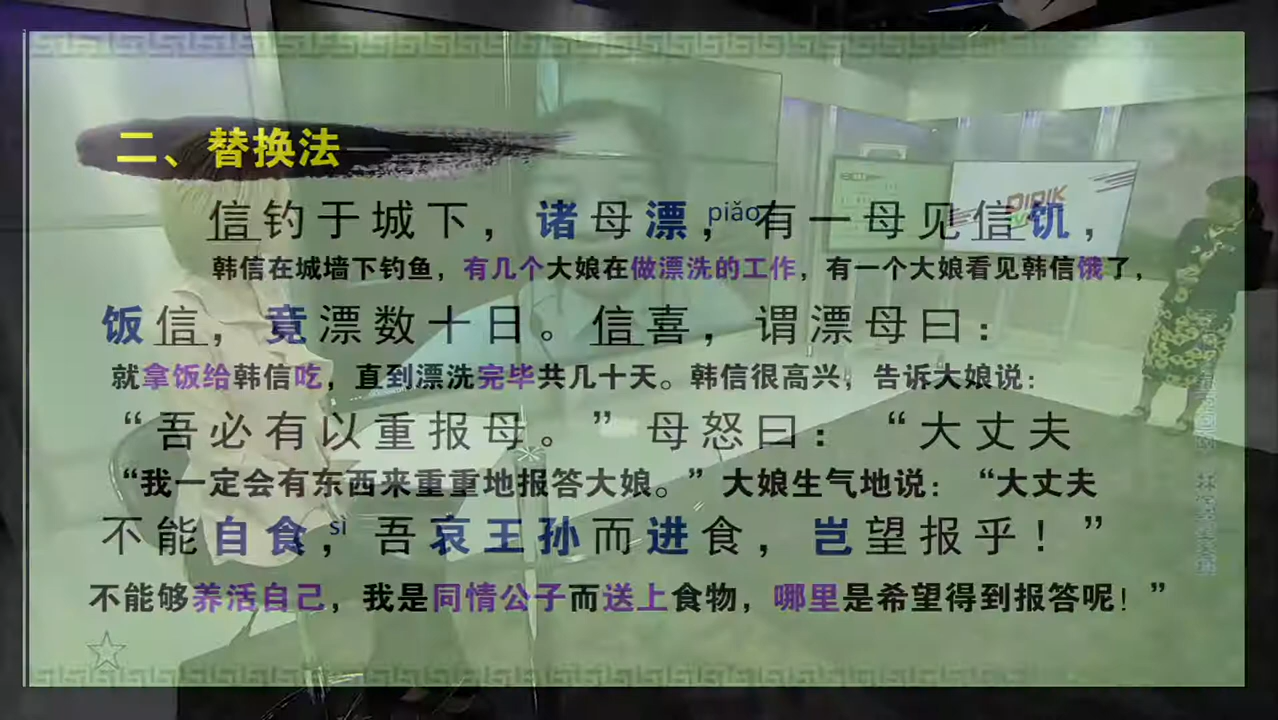 二、替换法
piǎo
信钓于城下，诸母漂，有一母见信饥，
韩信在城墙下钓鱼，有几个大娘在做漂洗的工作，有一个大娘看见韩信饿了，
饭信，竟漂数十日。信喜，谓漂母曰：
就拿饭给韩信吃，直到漂洗完毕共几十天。韩信很高兴，告诉大娘说：
“吾必有以重报母。”母怒曰：“大丈夫
“我一定会有东西来重重地报答大娘。”大娘生气地说：“大丈夫
sì
不能自食，吾哀王孙而进食，岂望报乎！”
不能够养活自己，我是同情公子而送上食物，哪里是希望得到报答呢！”